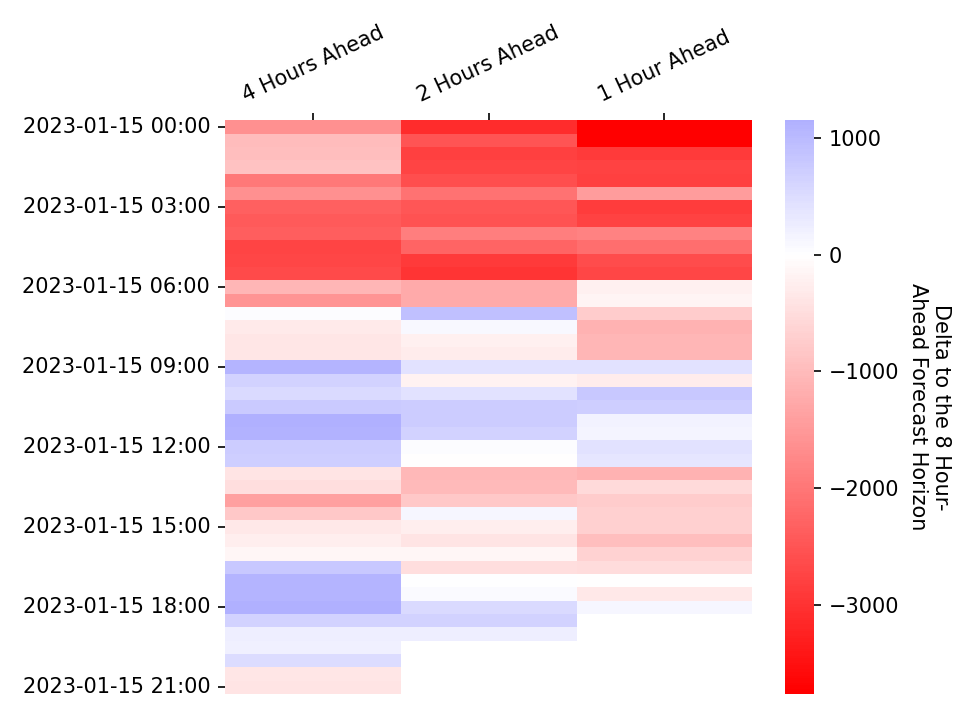 4 Hours Ahead
2 Hours Ahead
1 Hour Ahead
2023-01-15 00:00
2023-01-15 03:00
2023-01-15 06:00
2023-01-15 09:00
2023-01-15 12:00
2023-01-15 15:00
2023-01-15 18:00
2023-01-15 21:00
1000
0
−1000
−2000
−3000
Delta to the 8 Hour-
Ahead Forecast Horizon